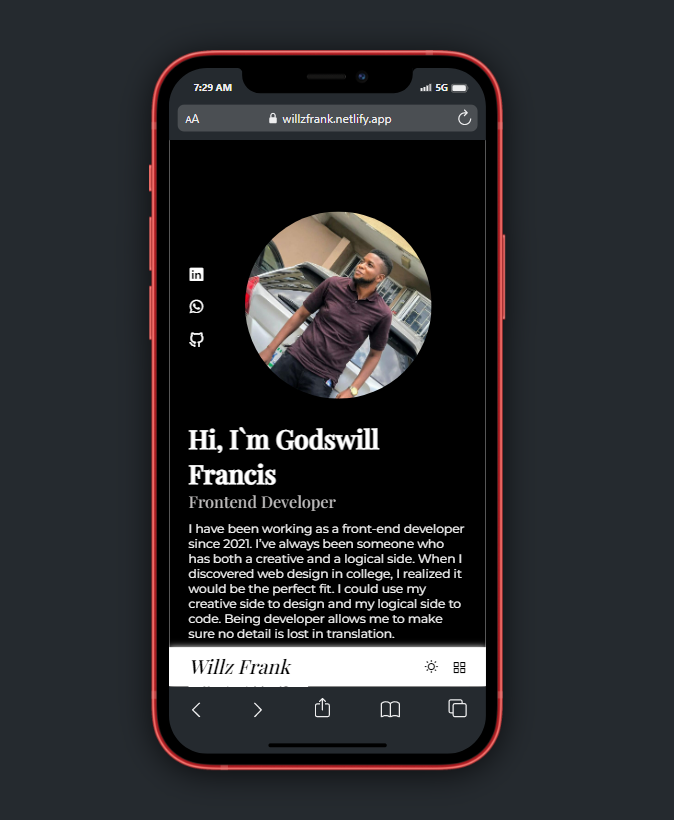 7:29 AM
5G
AA
willzfrank.netlify.app
in
Hi, I`m Godswill
Francis
Frontend Developer
I have been working as a front-end developer
since 2021. I've always been someone who
has both a creative and a logical side. When I
discovered web design in college, I realized it
would be the perfect fit. I could use my
creative side to design and my logical side to
code. Being developer allows me to make
sure no detail is lost in translation.
Willz Frank